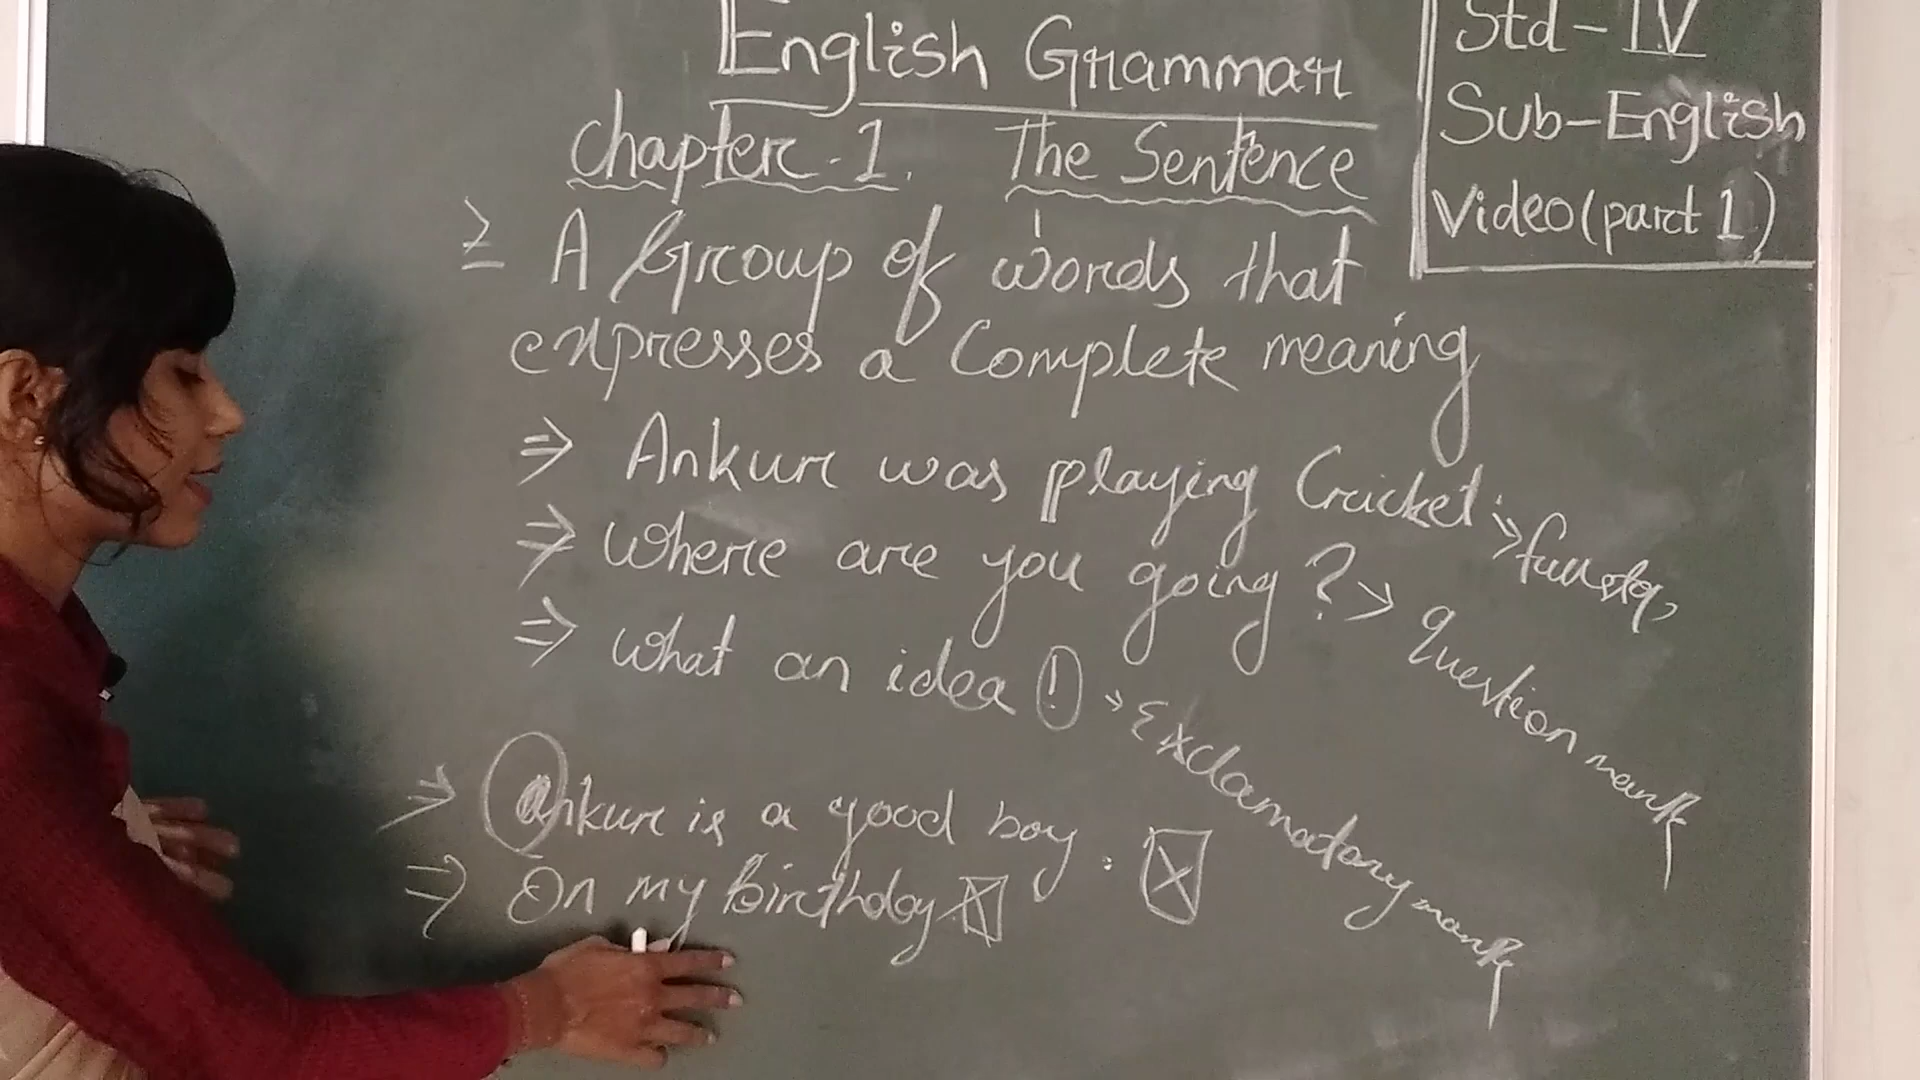 English Grammar
Chapter-1. The Sentence
Std-IV
Sub-English
Video (part 1)
⇒ A Group of words that
expresses a Complete meaning
⇒ Ankur was playing Cricket. > full stop
⇒ Where are you going ? > Question mark
⇒ What an idea ! > Exclamatory mark
⇒ ankur is a good boy. ☒
⇒ On my birthday ☒